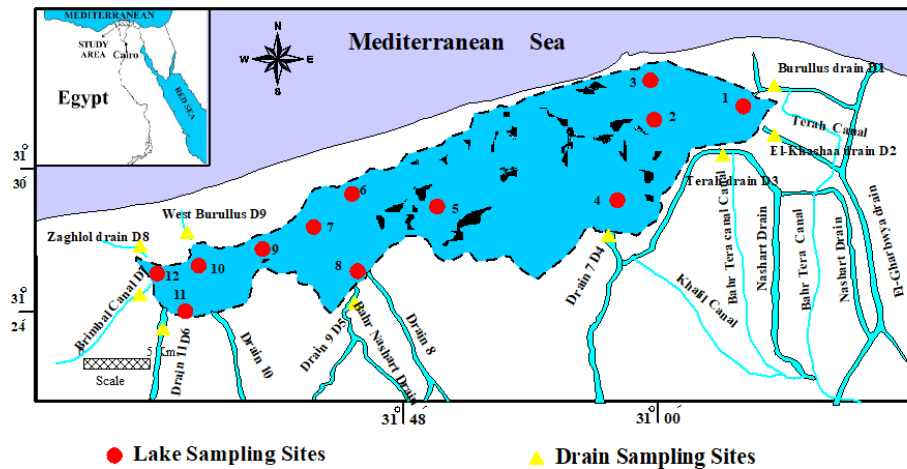 MEDITERRANEAN
STUDY
AREA
Cairo
Egypt
RED SEA
N
W
E
S
Mediterranean Sea
Burullus drain D1
Terah Canal
El-Khashaa drain D2
Terah drain D3
31°
30
31°
24
West Burullus D9
Zaghlol drain D8
Brimbal Canal D7
1
2
3
4
5
6
7
8
9
10
11
12
Drain 7 D4
Khalil Canal
Bahr Tera canal Canal
Nashart Drain
Bahr Tera Canal
Nashart Drain
El-Gharbuya drain
Drain 11 D6
Drain 10
Drain 9 D5
Bahr Nashart Drain
Drain 8
5 Km
Scale
31 48
31 00
Lake Sampling Sites
Drain Sampling Sites